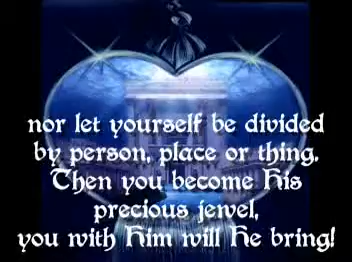 nor let yourself be divided
by person, place or thing.
Then you become His
precious jewel,
you with Him will He bring!